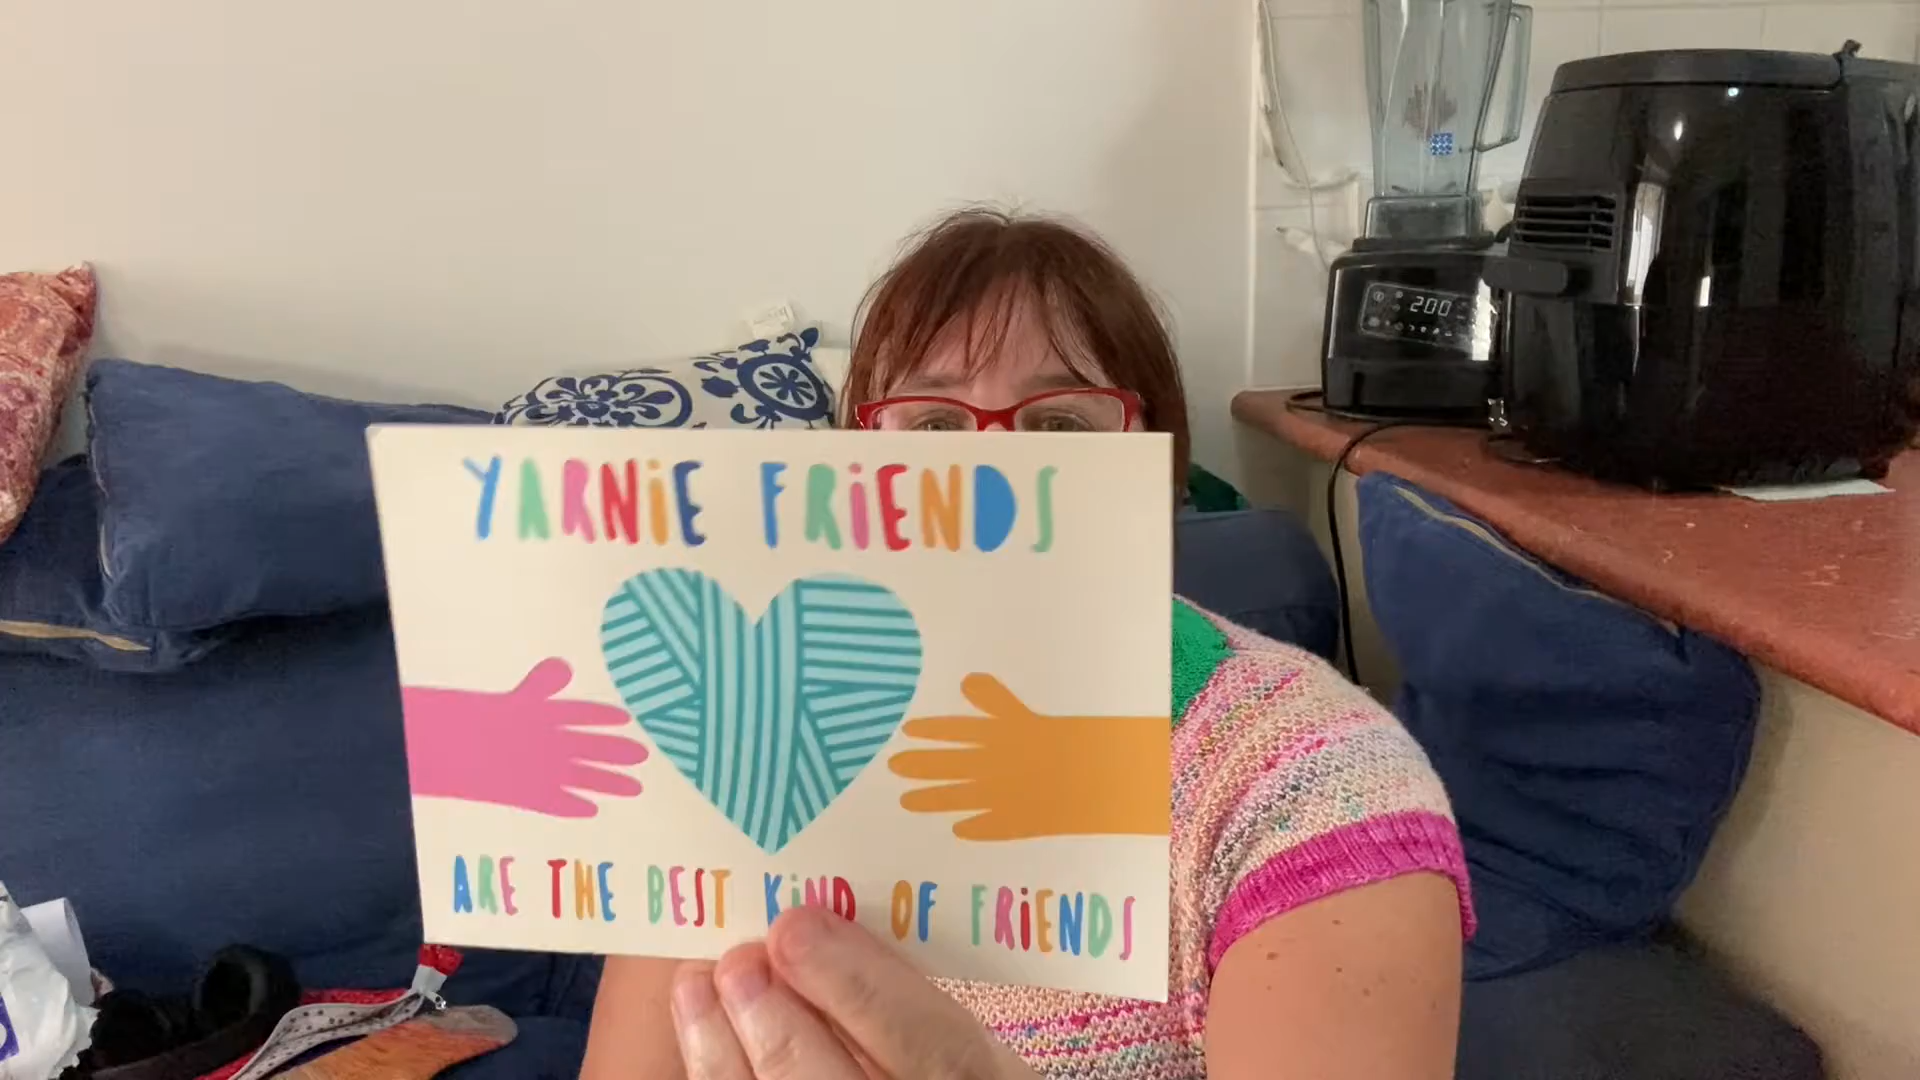 YARNiE FRiENDS
ARE THE BEST KiND OF FRiENDS
200